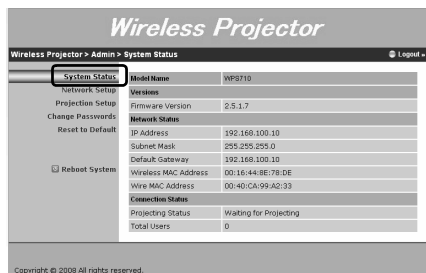 Wireless Projector
Wireless Projector > Admin > System Status
Logout »
System Status
Network Setup
Projection Setup
Change Passwords
Reset to Default
Reboot System
Model Name WPS710
Versions
Firmware Version 2.5.1.7
Network Status
IP Address 192.168.100.10
Subnet Mask 255.255.255.0
Default Gateway 192.168.100.10
Wireless MAC Address 00:16:44:8E:78:DE
Wire MAC Address 00:40:CA:99:A2:33
Connection Status
Projecting Status Waiting for Projecting
Total Users 0
Copyright © 2008 All rights reserved.